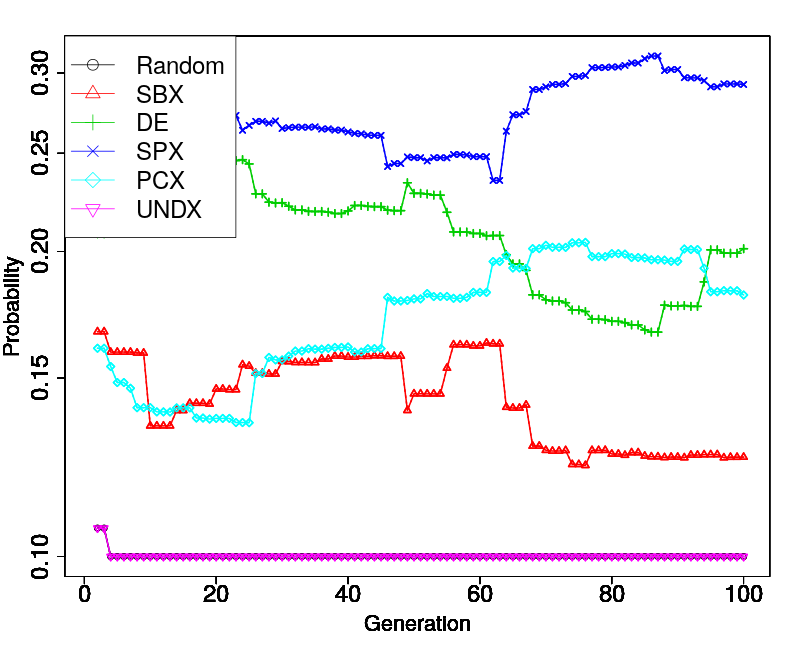 Random
SBX
DE
SPX
PCX
UNDX
0.30
0.25
0.20
0.15
0.10
Probability
0 20 40 60 80 100
Generation